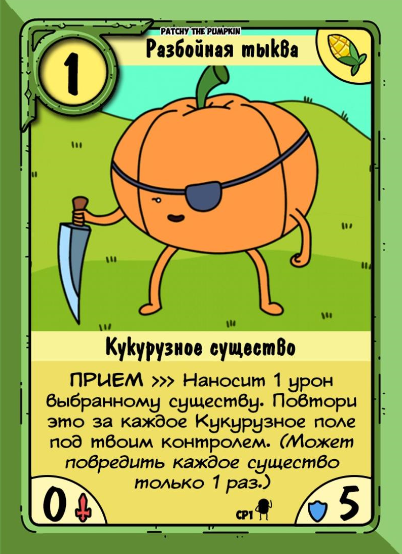 PATCHY THE PUMPKIN
1
Разбойная тыква
Кукурузное существо
ПРИЕМ >>> Наносит 1 урон
выбранному существу. Повтори
это за каждое Кукурузное поле
под твоим контролем. (Может
повредить каждое существо
только 1 раз.)
0
CP1
5